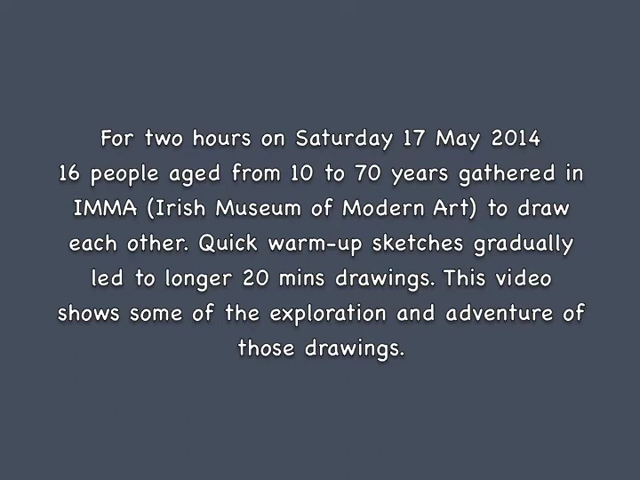 For two hours on Saturday 17 May 2014
16 people aged from 10 to 70 years gathered in
IMMA (Irish Museum of Modern Art) to draw
each other. Quick warm-up sketches gradually
led to longer 20 mins drawings. This video
shows some of the exploration and adventure of
those drawings.